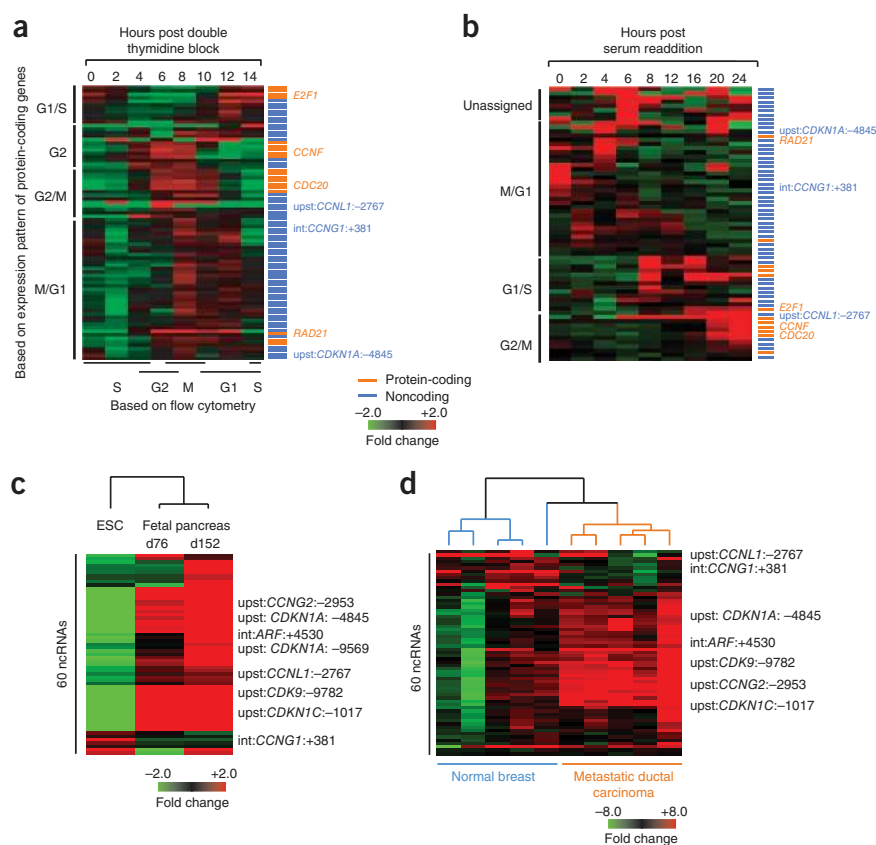 a
Hours post double
thymidine block
0 2 4 6 8 10 12 14
Based on expression pattern of protein-coding genes
G1/S
G2
G2/M
M/G1
E2F1
CCNF
CDC20
upst:CCNL1:−2767
int:CCNG1:+381
RAD21
upst:CDKN1A:−4845
S G2 M G1 S
Based on flow cytometry
Protein-coding
Noncoding
−2.0 +2.0
Fold change
b
Hours post
serum readdition
0 2 4 6 8 12 16 20 24
Unassigned
M/G1
G1/S
G2/M
upst:CDKN1A:−4845
RAD21
int:CCNG1:+381
E2F1
upst:CCNL1:−2767
CCNF
CDC20
c
ESC
Fetal pancreas
d76 d152
60 ncRNAs
upst:CCNG2:−2953
upst: CDKN1A: −4845
int:ARF:+4530
upst: CDKN1A: −9569
upst:CCNL1:−2767
upst:CDK9:−9782
upst:CDKN1C:−1017
int:CCNG1:+381
−2.0 +2.0
Fold change
d
60 ncRNAs
upst:CCNL1:−2767
int:CCNG1:+381
upst: CDKN1A: −4845
int:ARF:+4530
upst:CDK9:−9782
upst:CCNG2:−2953
upst:CDKN1C:−1017
Normal breast
Metastatic ductal
carcinoma
−8.0 +8.0
Fold change